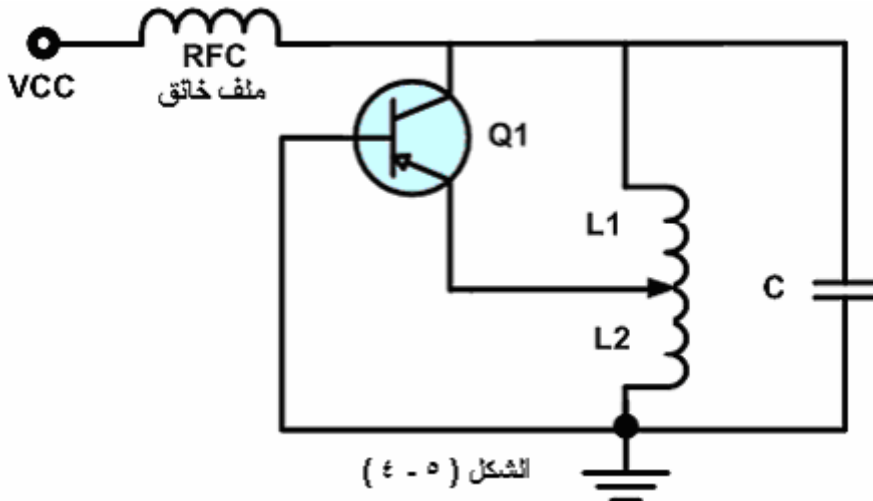 RFC
VCC
ملف خانق
Q1
L1
C
L2
الشكل ( ٥ - ٤ )